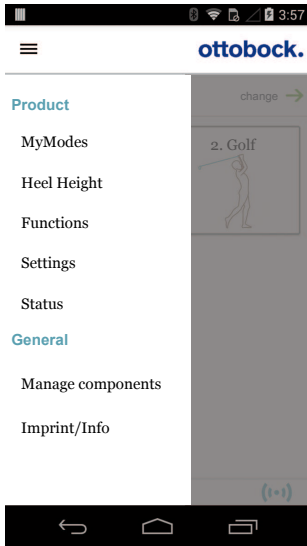 3:57
ottobock.
Product
change
MyModes
2. Golf
Heel Height
Functions
Settings
Status
General
Manage components
Imprint/Info